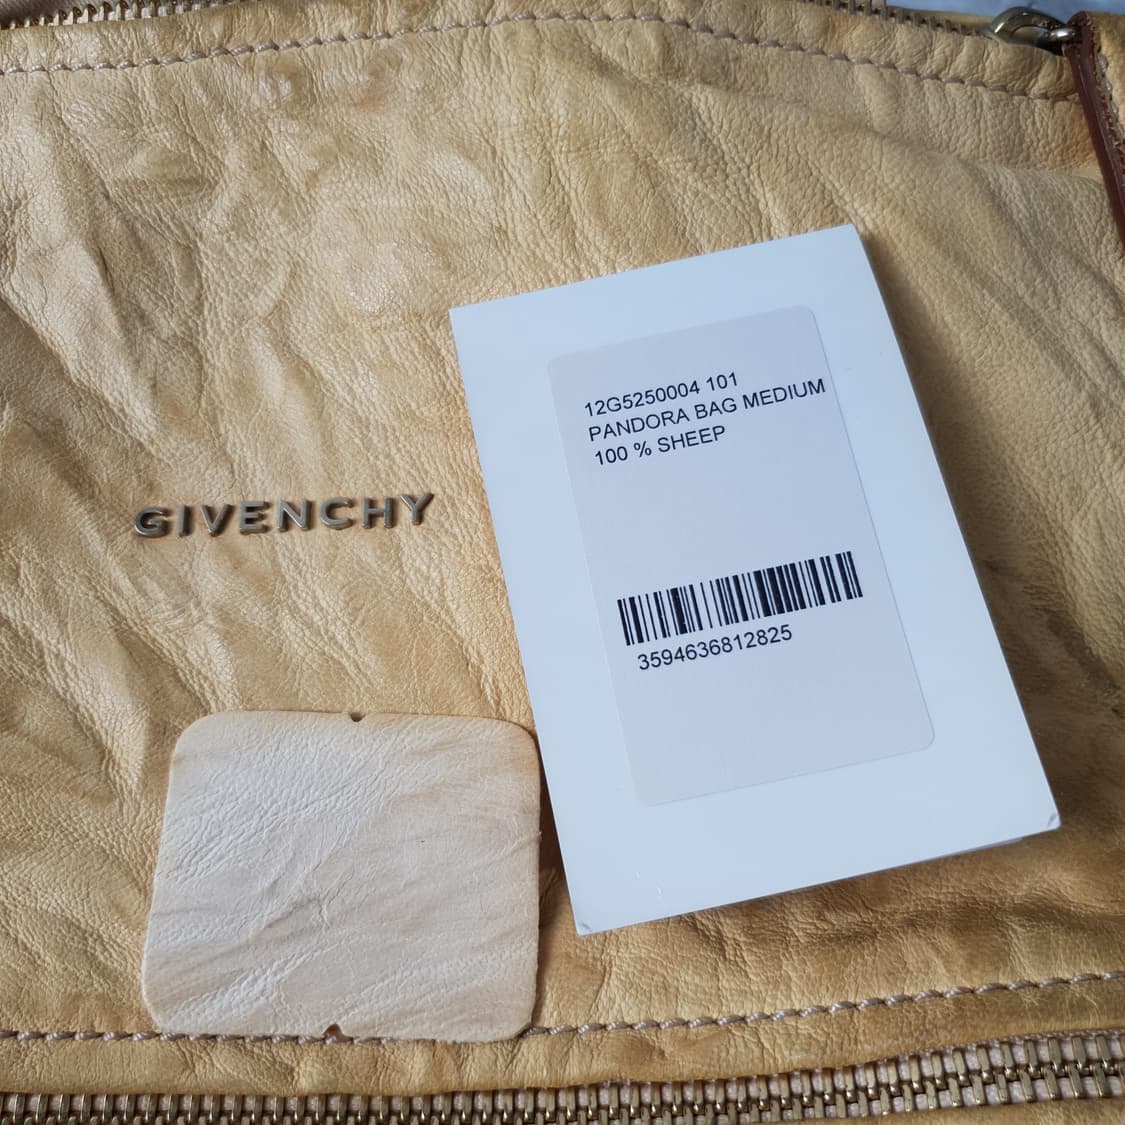 GIVENCHY
12G5250004 101
PANDORA BAG MEDIUM
100 % SHEEP
3594636812825